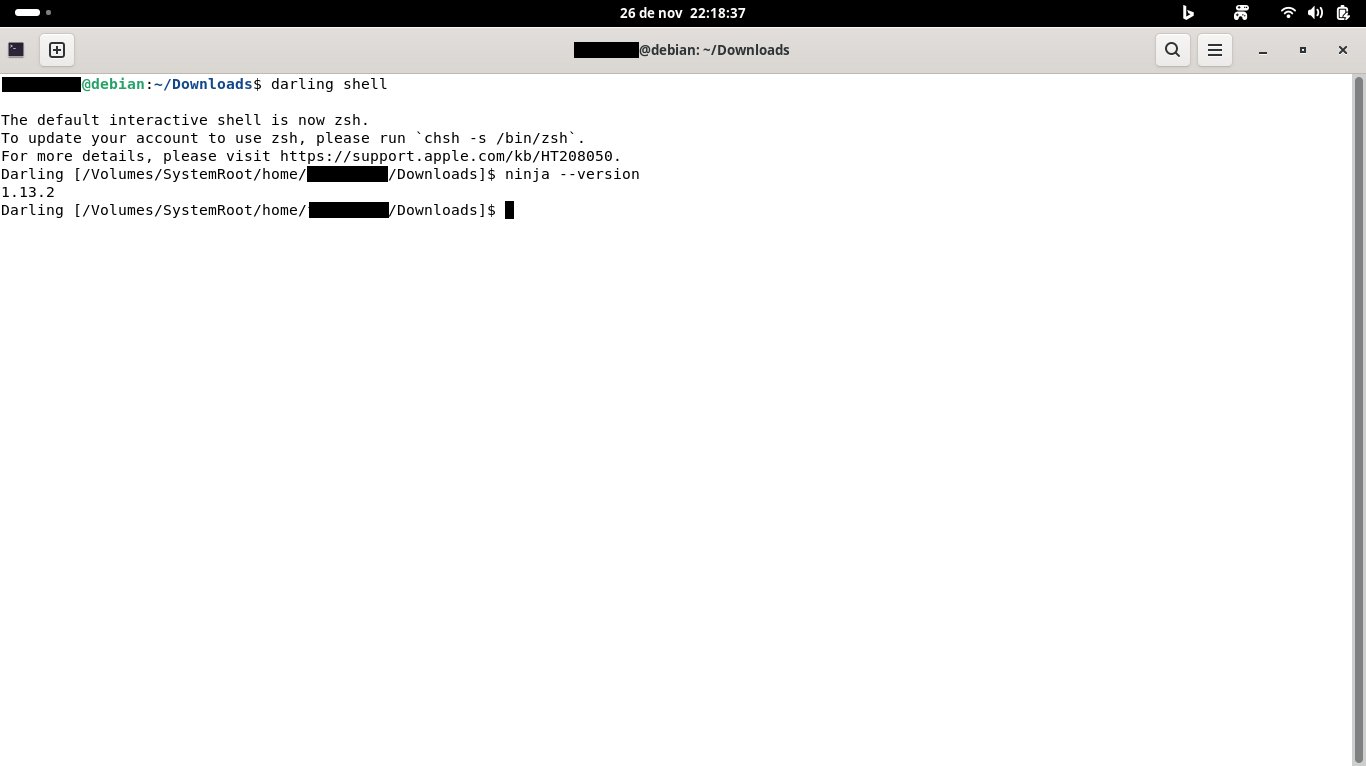 26 de nov 22:18:37
@debian: ~/Downloads
@debian:~/Downloads$ darling shell
The default interactive shell is now zsh.
To update your account to use zsh, please run `chsh -s /bin/zsh`.
For more details, please visit https://support.apple.com/kb/HT208050.
Darling [/Volumes/SystemRoot/home/ /Downloads]$ ninja --version
1.13.2
Darling [/Volumes/SystemRoot/home/ /Downloads]$